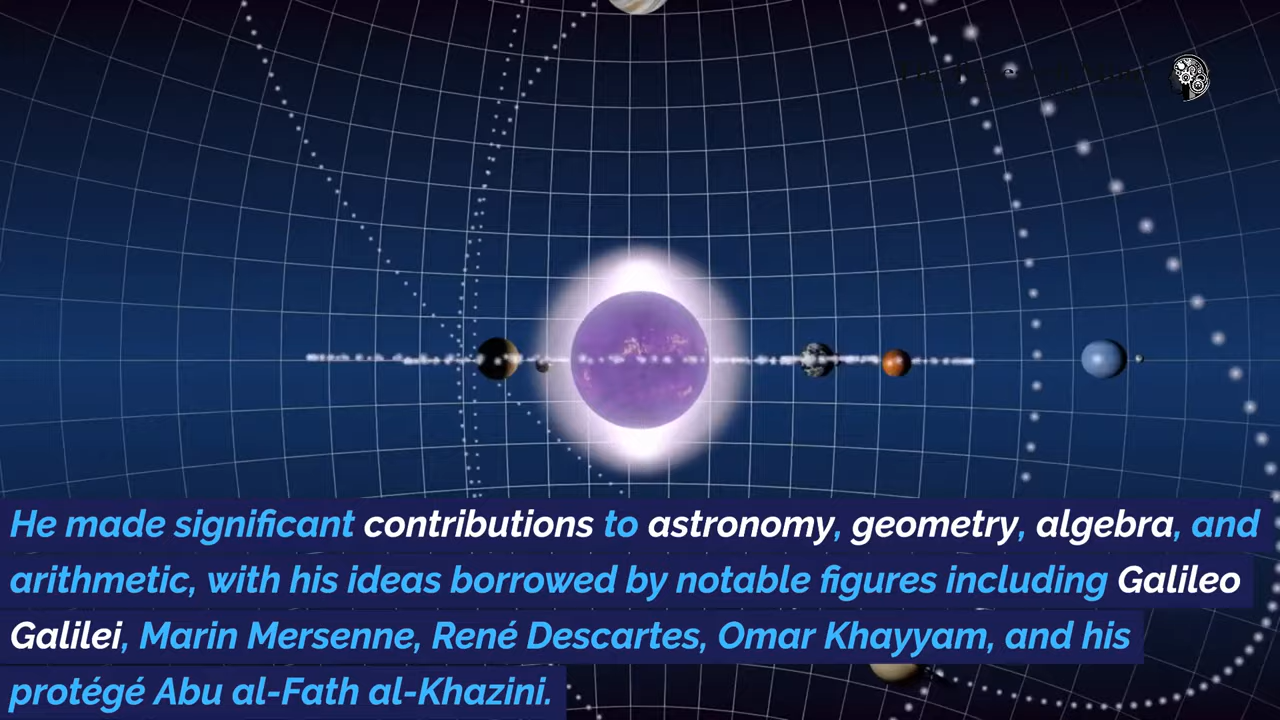 He made significant contributions to astronomy, geometry, algebra, and
arithmetic, with his ideas borrowed by notable figures including Galileo
Galilei, Marin Mersenne, René Descartes, Omar Khayyam, and his
protégé Abu al-Fath al-Khazini.